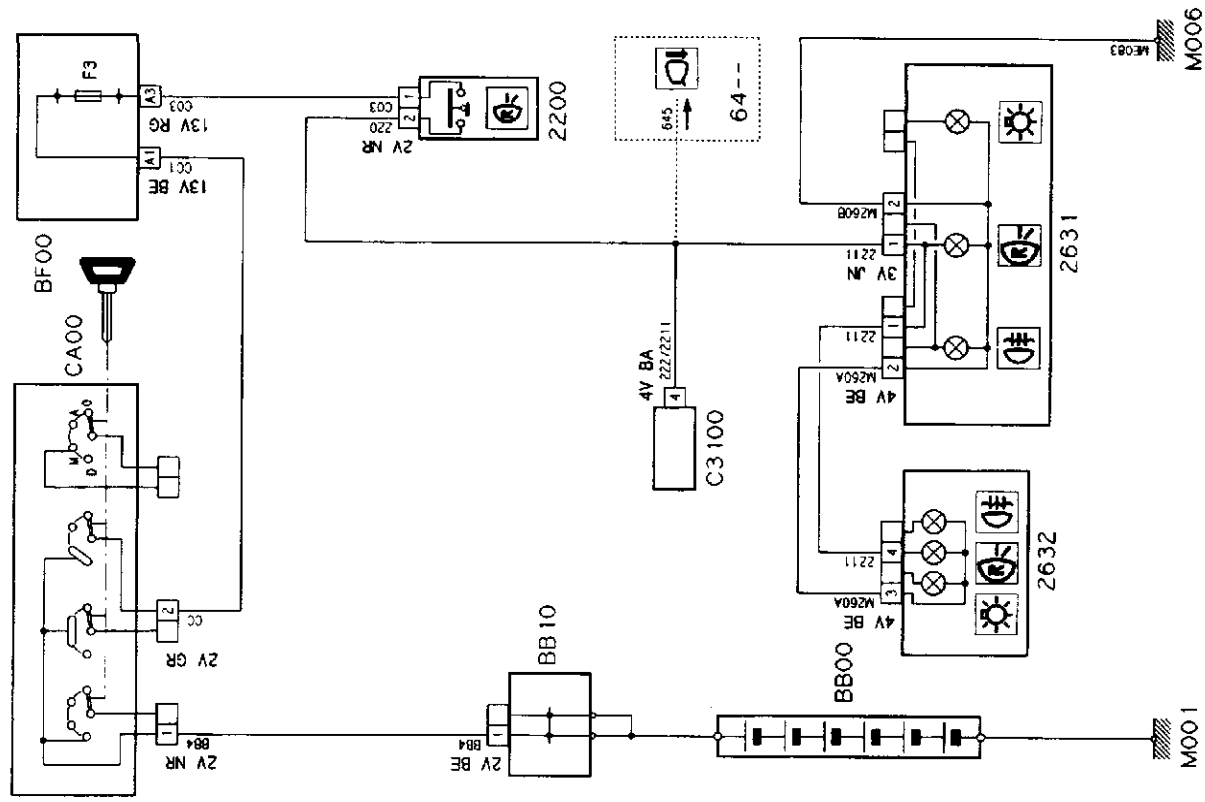 BF00
F3
A3
C03
13V RG
A1
CC1
13V BE
CA00
M
A
D
2
CC
2V GR
1
BB4
2V NR
1
C03
2
220
2V NR
2200
645
64--
ME083
M006
BB10
1
BB4
2V BE
4V BA
222/2211
4
C3100
2
M260B
1
2211
3V JN
1
2211
2
M260A
4V BE
R
R
2631
BB00
4
2211
3
M260A
4V BE
R
2632
M001